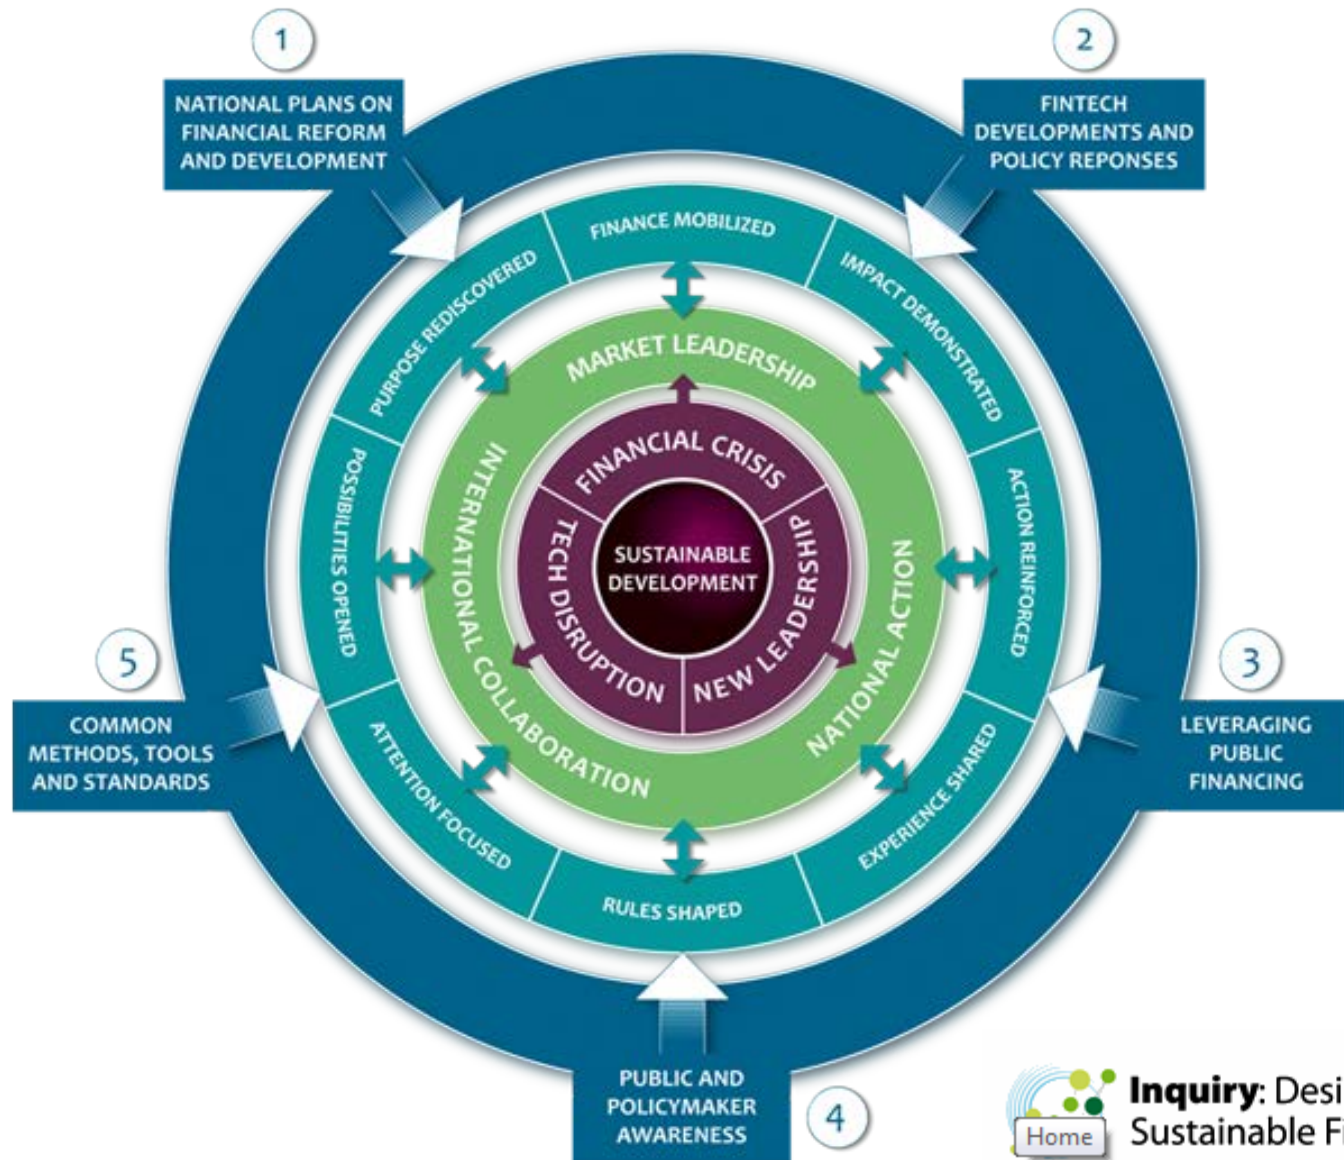 1
NATIONAL PLANS ON
FINANCIAL REFORM
AND DEVELOPMENT
2
FINTECH
DEVELOPMENTS AND
POLICY REPONSES
FINANCE MOBILIZED
IMPACT DEMONSTRATED
ACTION REINFORCED
EXPERIENCE SHARED
RULES SHAPED
ATTENTION FOCUSED
POSSIBILITIES OPENED
PURPOSE REDISCOVERED
MARKET LEADERSHIP
NATIONAL ACTION
INTERNATIONAL COLLABORATION
FINANCIAL CRISIS
NEW LEADERSHIP
TECH DISRUPTION
SUSTAINABLE
DEVELOPMENT
3
LEVERAGING
PUBLIC
FINANCING
5
COMMON
METHODS, TOOLS
AND STANDARDS
PUBLIC AND
POLICYMAKER
AWARENESS
4
Inquiry: Desi
Sustainable F
Home